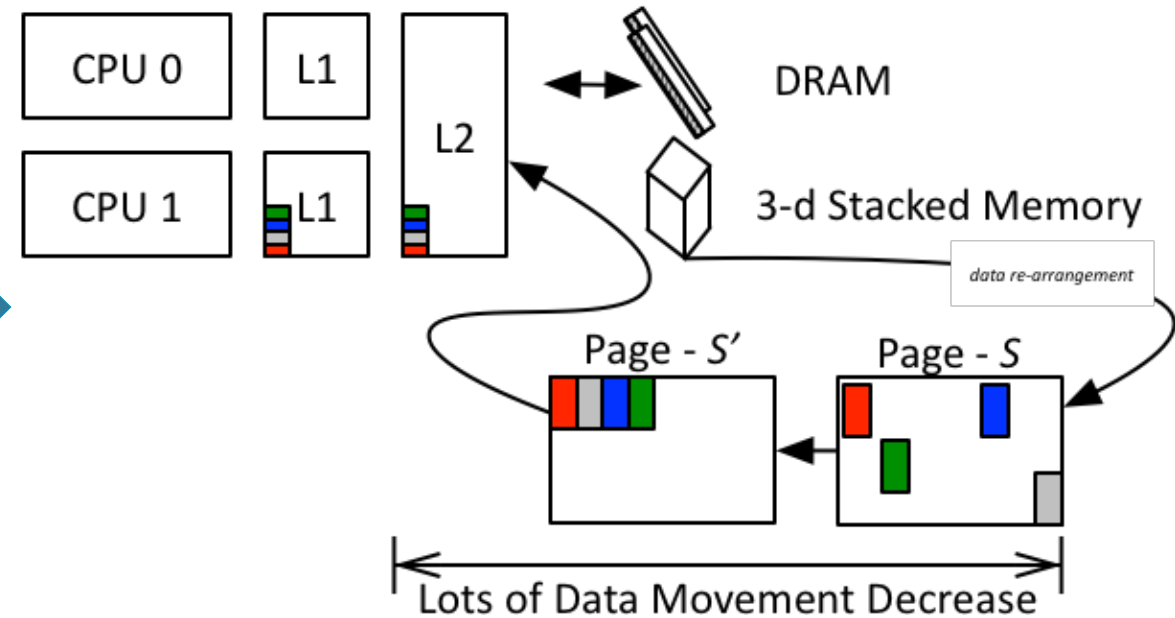 CPU 0
L1
L2
DRAM
CPU 1
L1
3-d Stacked Memory
data re-arrangement
Page - S′
Page - S
Lots of Data Movement Decrease